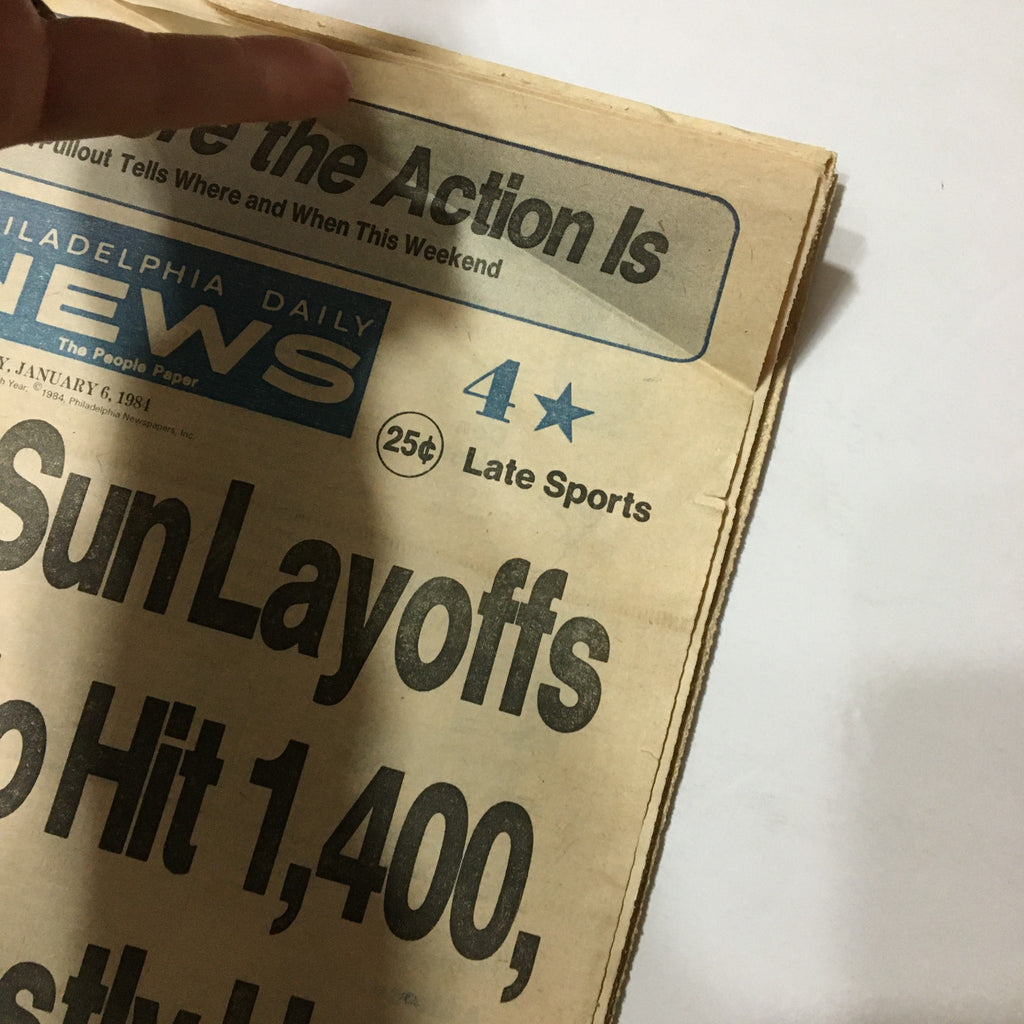 the Action Is
Pullout Tells Where and When This Weekend
ILADELPHIA DAILY
NEWS
The People Paper
Y, JANUARY 6, 1984
h Year. ©1984, Philadelphia Newspapers, Inc.
4★
25¢
Late Sports
Sun Layoffs
o Hit 1,400,
stly